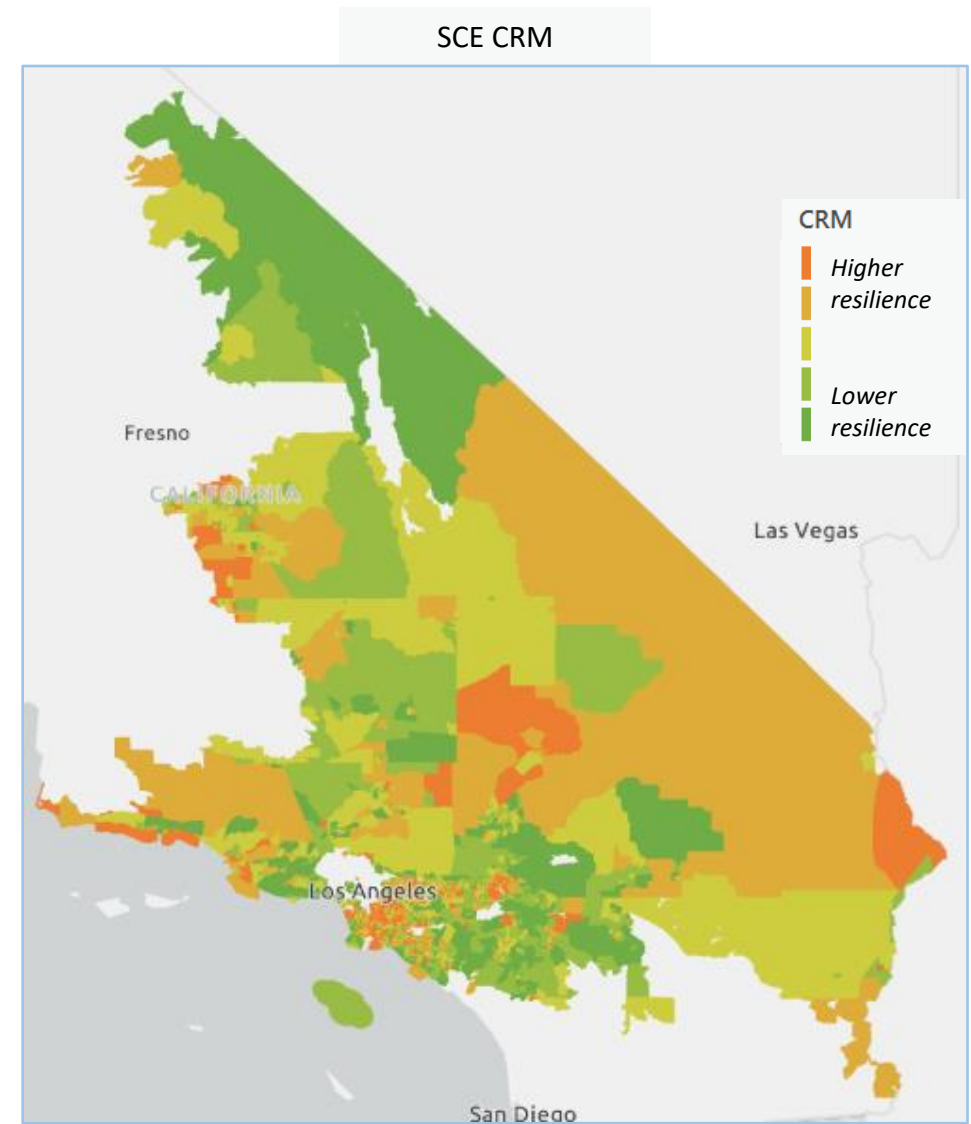 SCE CRM
CRM
Higher
resilience
Lower
resilience
Fresno
CALIFORNIA
Las Vegas
Los Angeles
San Diego